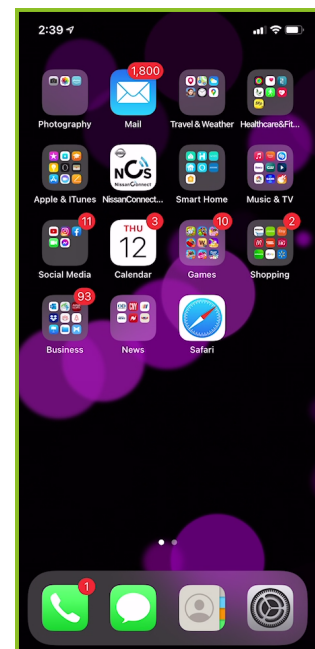 2:39
1,800
Photography Mail Travel & Weather Healthcare&Fit...
NCS
NissanConnect
Apple & ITunes NissanConnect... Smart Home Music & TV
11 3 10 2
THU
12
Social Media Calendar Games Shopping
93
Business News Safari
1